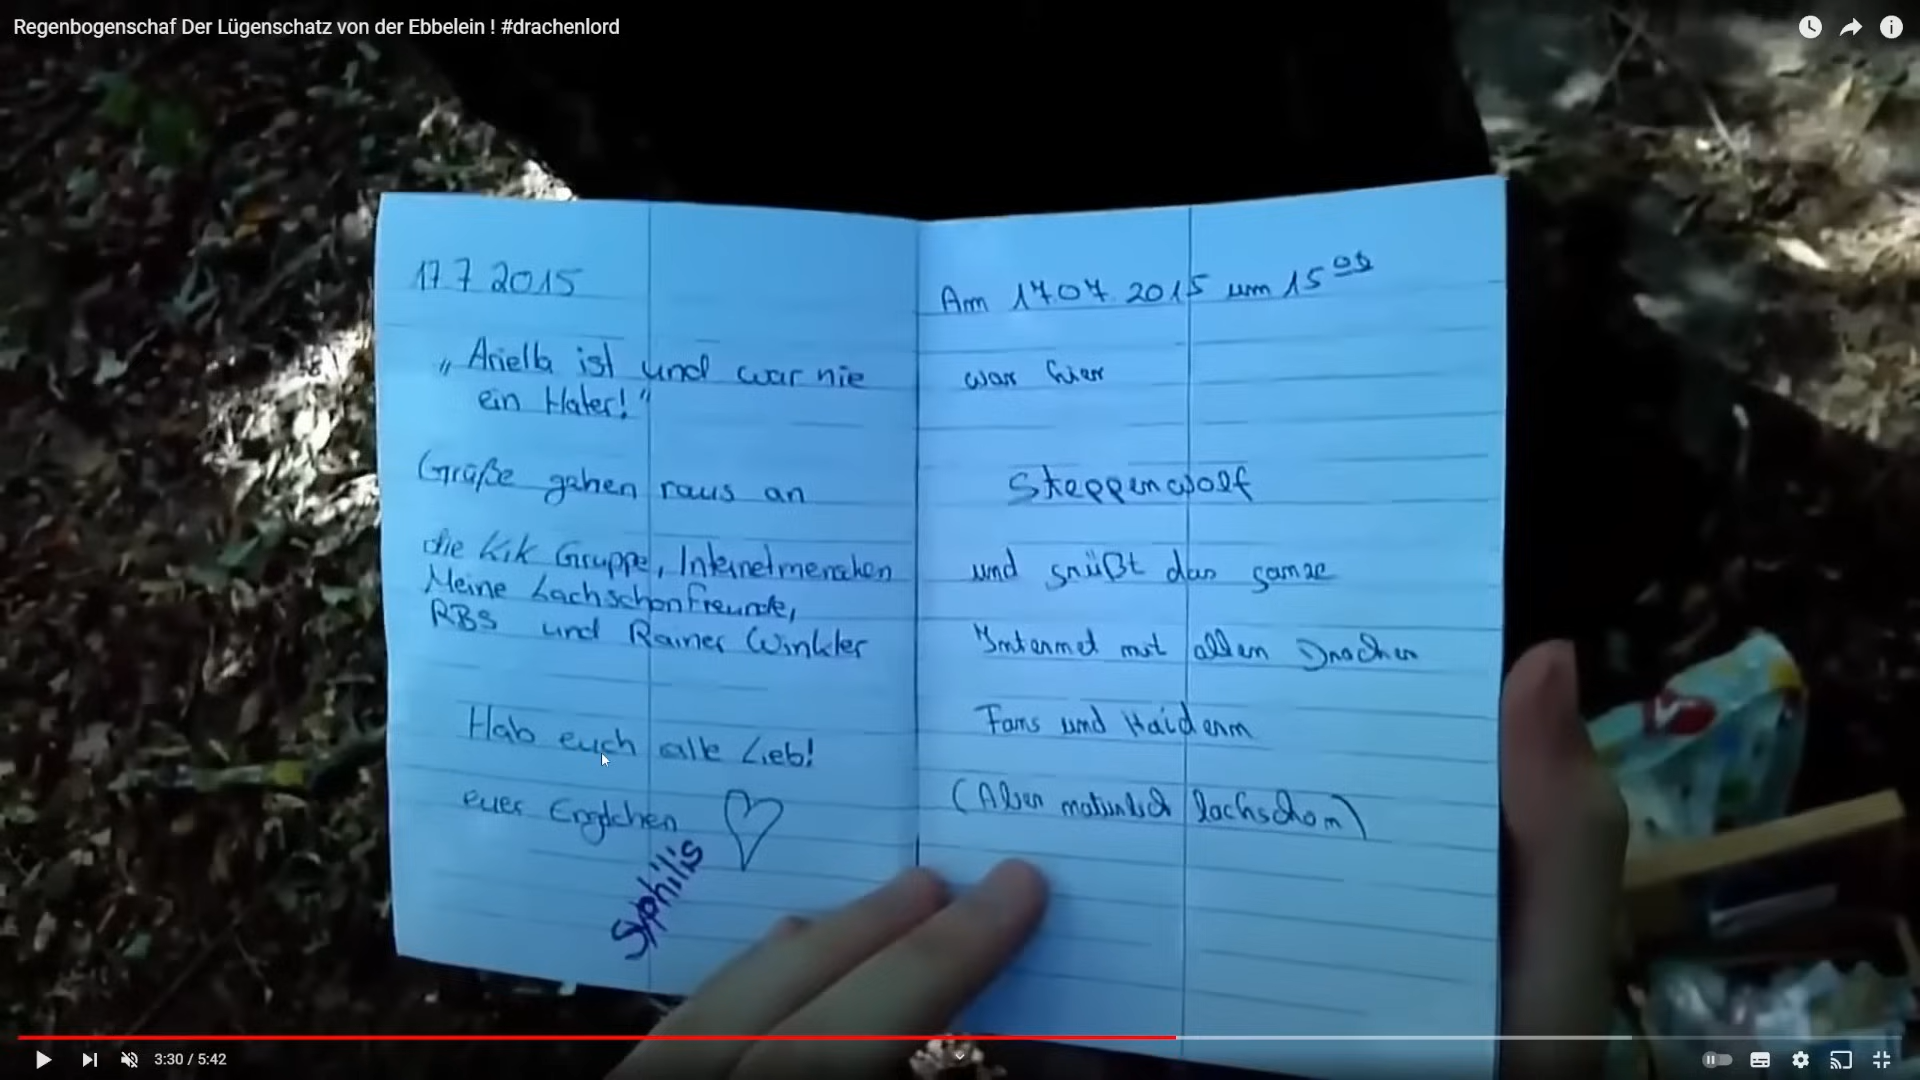 Regenbogenschaf Der Lügenschatz von der Ebbelein ! #drachenlord
17.7.2015
„Ariella ist und war nie
ein Hater!“
Grüße gehen raus an
die Kik Gruppe, Internetmenschen
Meine Lachschonfreunde,
RBS und Rainer Winkler
Hab euch alle Lieb!
euer Engelchen
Syphilis
Am 17.07.2015 um 15
war hier
Steppenwolf
und grüßt das ganze
Internet mit allen Drachen
Fans und Haidern
(Aber natürlich lachschon)
3:30 / 5:42